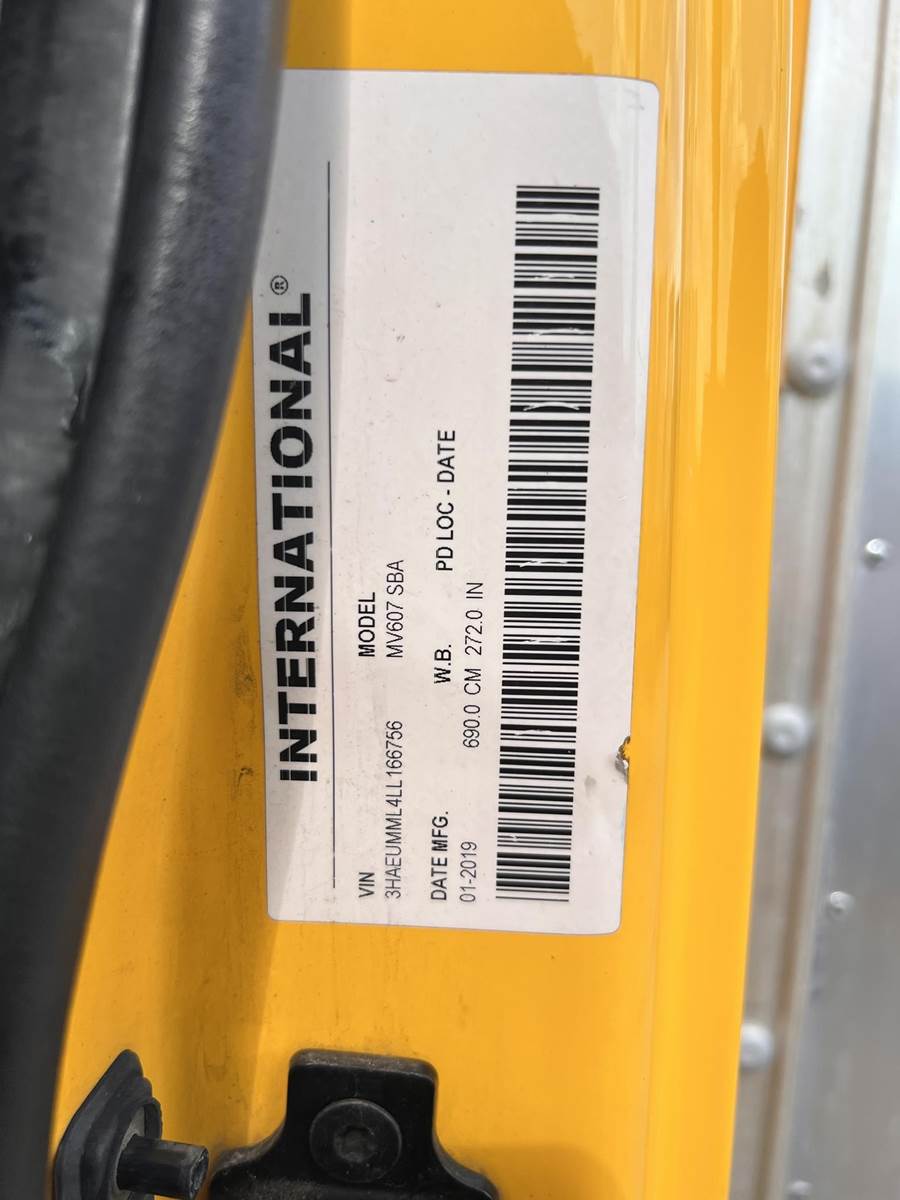 INTERNATIONAL®
VIN MODEL
3HAEUMML4LL166756 MV607 SBA
DATE MFG. W.B. PD LOC - DATE
01-2019 690.0 CM 272.0 IN